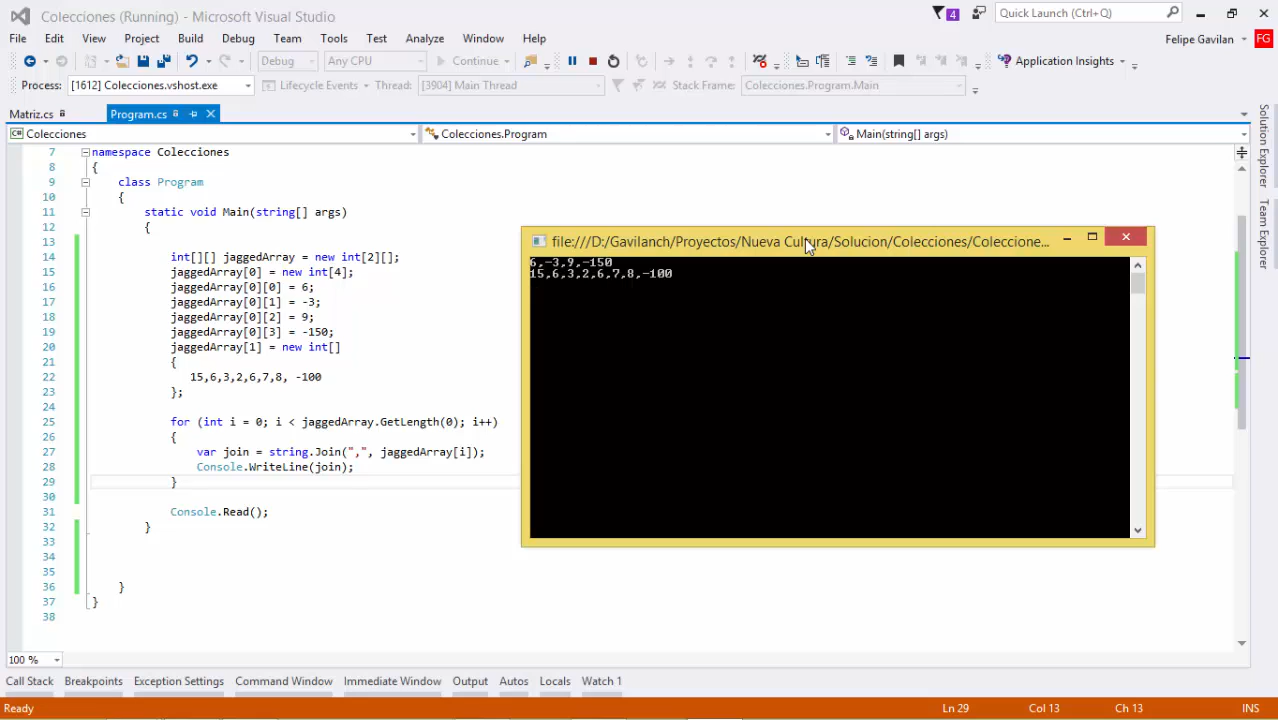 Colecciones (Running) - Microsoft Visual Studio
4
Quick Launch (Ctrl+Q)
File Edit View Project Build Debug Team Tools Test Analyze Window Help
Felipe Gavilan FG
Debug Any CPU Continue Application Insights
Process: [1612] Colecciones.vshost.exe Lifecycle Events Thread: [3904] Main Thread Stack Frame: Colecciones.Program.Main
Matriz.cs Program.cs
Colecciones Colecciones.Program Main(string[] args)
7 namespace Colecciones
8 {
9 class Program
10 {
11 static void Main(string[] args)
12 {
13
14 int[][] jaggedArray = new int[2][];
15 jaggedArray[0] = new int[4];
16 jaggedArray[0][0] = 6;
17 jaggedArray[0][1] = -3;
18 jaggedArray[0][2] = 9;
19 jaggedArray[0][3] = -150;
20 jaggedArray[1] = new int[]
21 {
22 15,6,3,2,6,7,8, -100
23 };
24
25 for (int i = 0; i < jaggedArray.GetLength(0); i++)
26 {
27 var join = string.Join(",", jaggedArray[i]);
28 Console.WriteLine(join);
29 }
30
31 Console.Read();
32 }
33
34
35
36 }
37 }
38
file:///D:/Gavilanch/Proyectos/Nueva Cultura/Solucion/Colecciones/Coleccione...
6,-3,9,-150
15,6,3,2,6,7,8,-100
Solution Explorer
Team Explorer
100 %
Call Stack Breakpoints Exception Settings Command Window Immediate Window Output Autos Locals Watch 1
Ready Ln 29 Col 13 Ch 13 INS